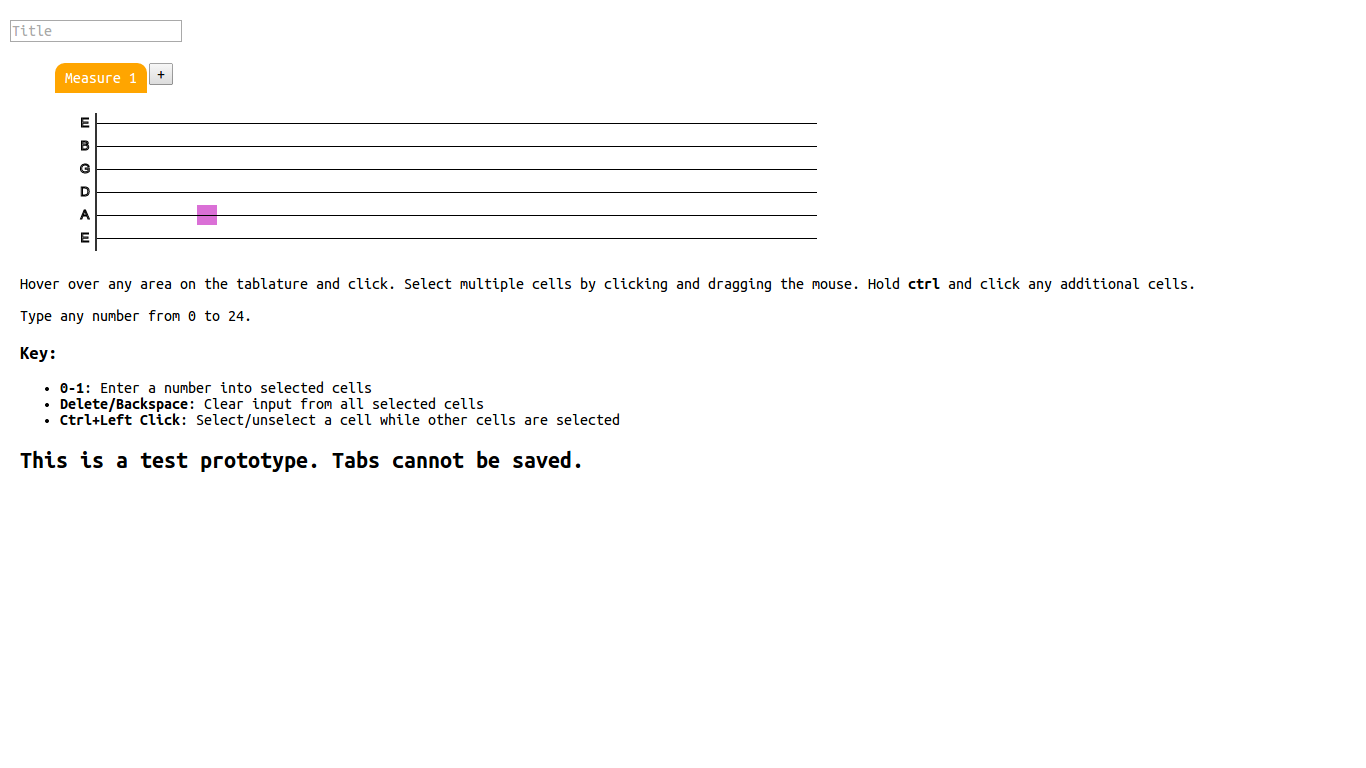 Title
Measure 1 +
E
B
G
D
A
E
Hover over any area on the tablature and click. Select multiple cells by clicking and dragging the mouse. Hold ctrl and click any additional cells.
Type any number from 0 to 24.
Key:
• 0-1: Enter a number into selected cells
• Delete/Backspace: Clear input from all selected cells
• Ctrl+Left Click: Select/unselect a cell while other cells are selected
This is a test prototype. Tabs cannot be saved.